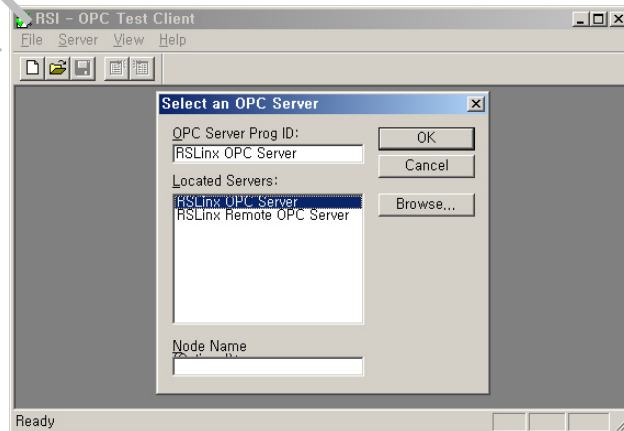 RSI - OPC Test Client
File Server View Help
Select an OPC Server
OPC Server Prog ID:
RSLinx OPC Server
OK
Cancel
Located Servers:
RSLinx OPC Server
RSLinx Remote OPC Server
Browse...
Node Name
Ready